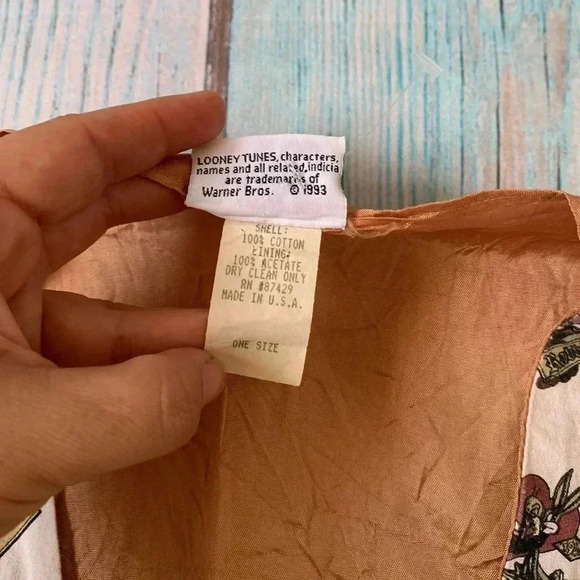 LOONEY TUNES, characters,
names and all related indicia
are trademarks of
Warner Bros. © 1993
SHELL:
100% COTTON
LINING:
100% ACETATE
DRY CLEAN ONLY
RN #87429
MADE IN U.S.A.
ONE SIZE